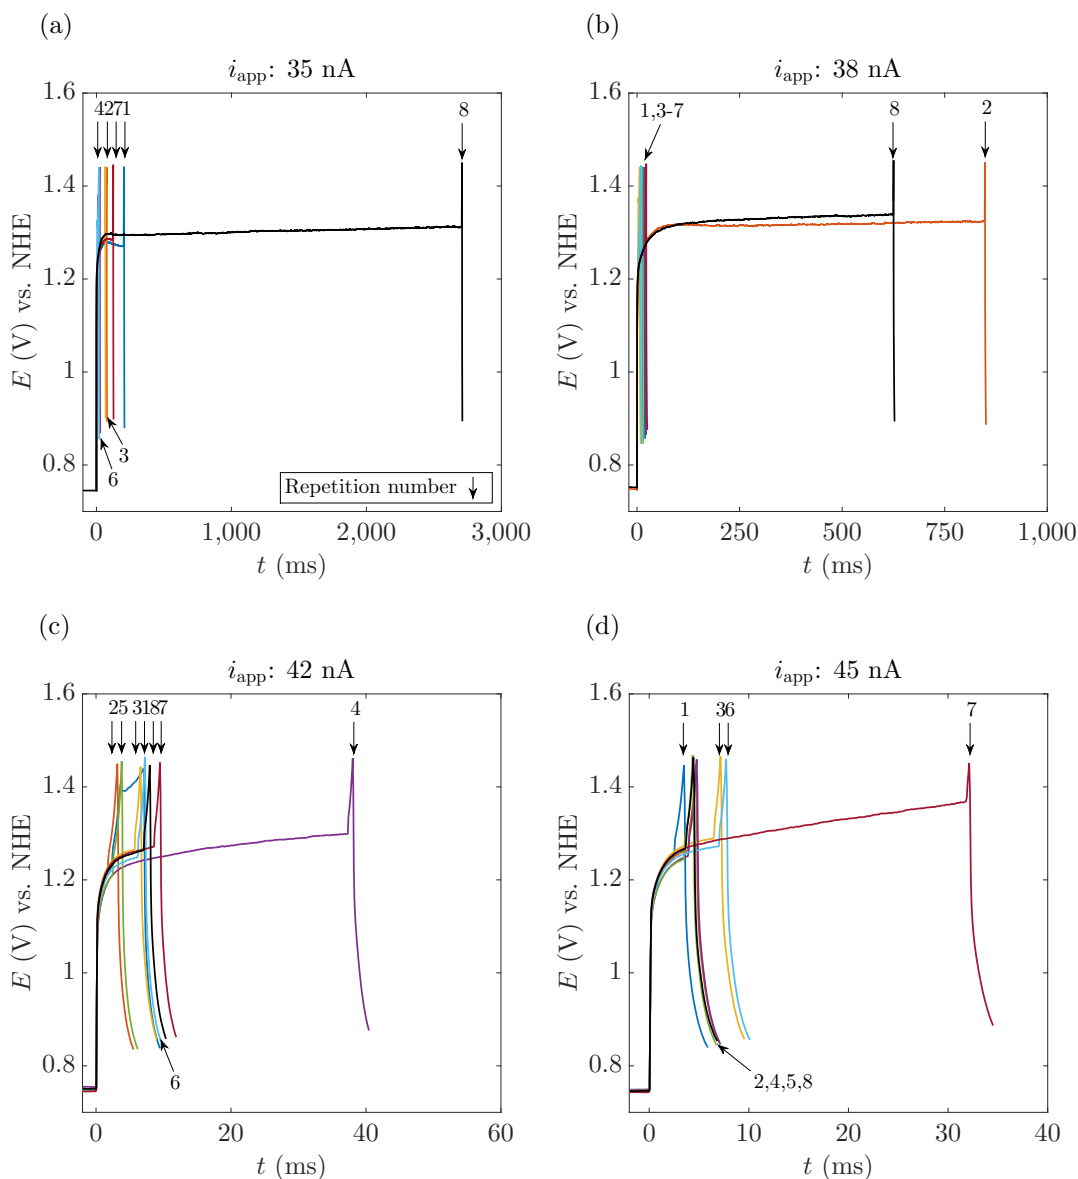 (a)
i_app: 35 nA
E (V) vs. NHE
1.6
1.4
1.2
1
0.8
4271
8
3
6
Repetition number ↓
0 1,000 2,000 3,000
t (ms)
(b)
i_app: 38 nA
E (V) vs. NHE
1.6
1.4
1.2
1
0.8
1,3-7
8
2
0 250 500 750 1,000
t (ms)
(c)
i_app: 42 nA
E (V) vs. NHE
1.6
1.4
1.2
1
0.8
25 3187
4
6
0 20 40 60
t (ms)
(d)
i_app: 45 nA
E (V) vs. NHE
1.6
1.4
1.2
1
0.8
1 36 7
2,4,5,8
0 10 20 30 40
t (ms)